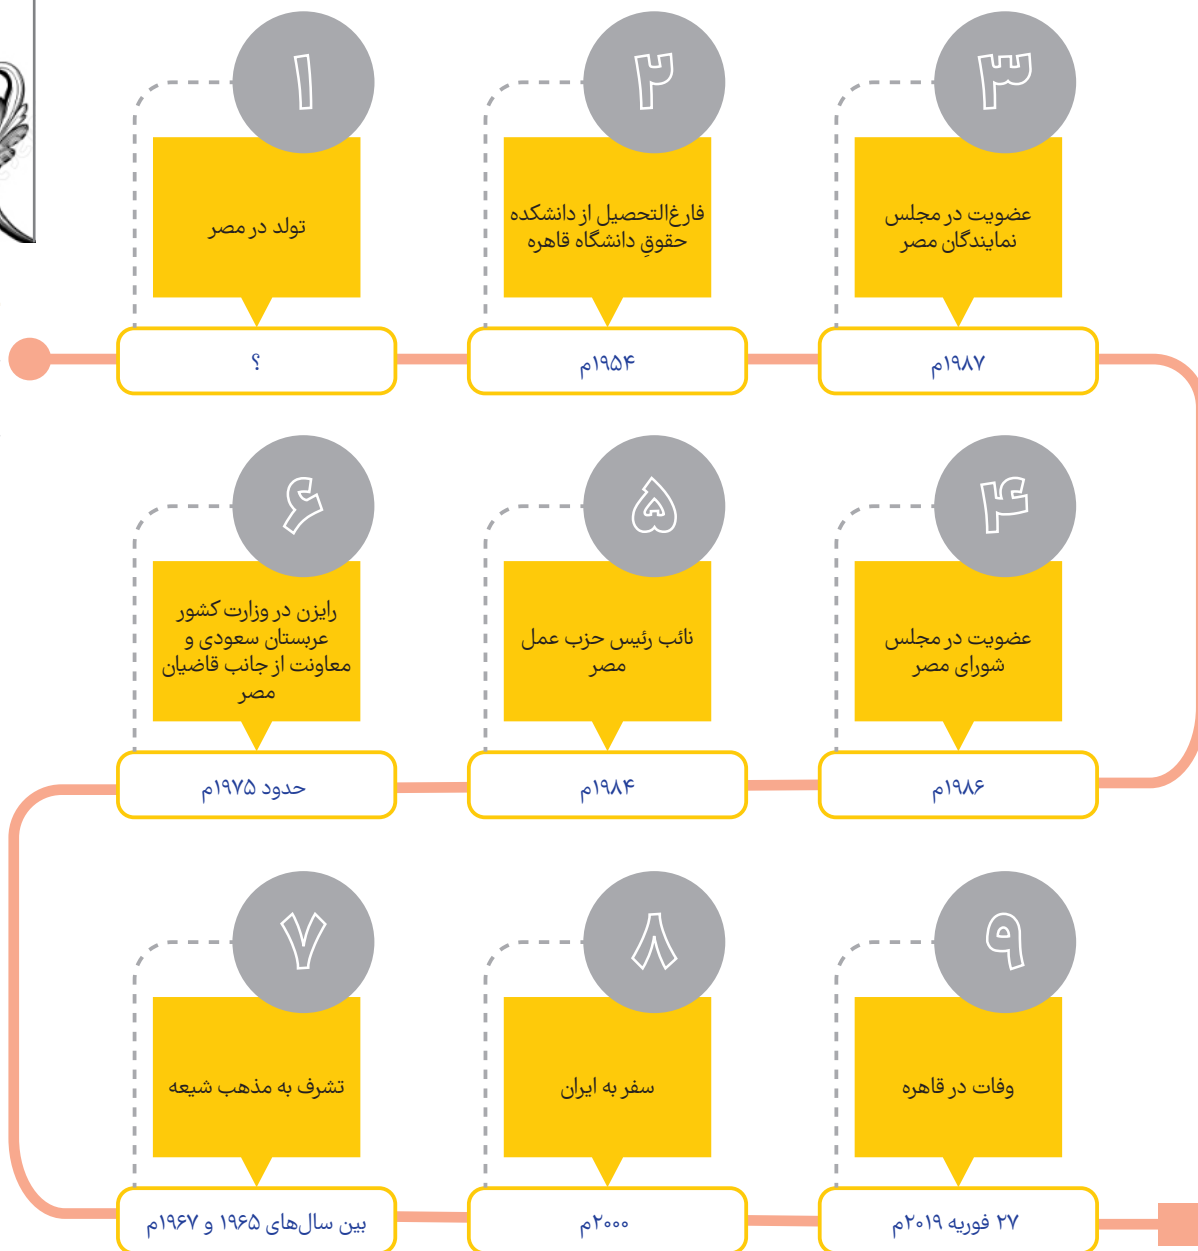 ۱
تولد در مصر
؟
۲
فارغ‌التحصیل از دانشکده
حقوقِ دانشگاه قاهره
۱۹۵۴م
۳
عضویت در مجلس
نمایندگان مصر
۱۹۸۷م
۴
عضویت در مجلس
شورای مصر
۱۹۸۶م
۵
نائب رئیس حزب عمل
مصر
۱۹۸۴م
۶
رایزن در وزارت کشور
عربستان سعودی و
معاونت از جانب قاضیان
مصر
حدود ۱۹۷۵م
۷
تشرف به مذهب شیعه
بین سال‌های ۱۹۶۵ و ۱۹۶۷م
۸
سفر به ایران
۲۰۰۰م
۹
وفات در قاهره
۲۷ فوریه ۲۰۱۹م